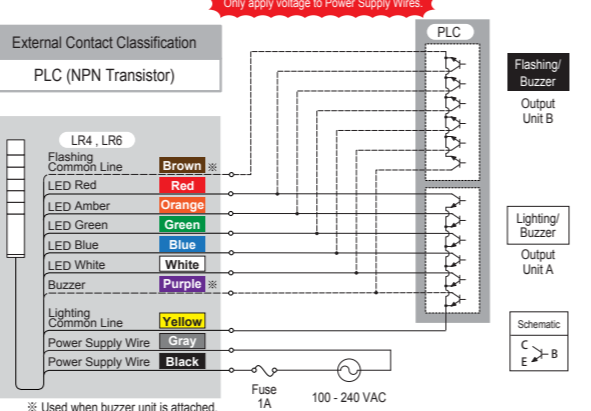 Only apply voltage to Power Supply Wires.
External Contact Classification
PLC (NPN Transistor)
PLC
Flashing/
Buzzer
Output
Unit B
LR4 , LR6
Flashing
Common Line
Brown ※
LED Red
Red
LED Amber
Orange
LED Green
Green
LED Blue
Blue
LED White
White
Buzzer
Purple ※
Lighting
Common Line
Yellow
Power Supply Wire
Gray
Power Supply Wire
Black
Lighting/
Buzzer
Output
Unit A
Schematic
C
E
B
Fuse
1A
100 - 240 VAC
※ Used when buzzer unit is attached.